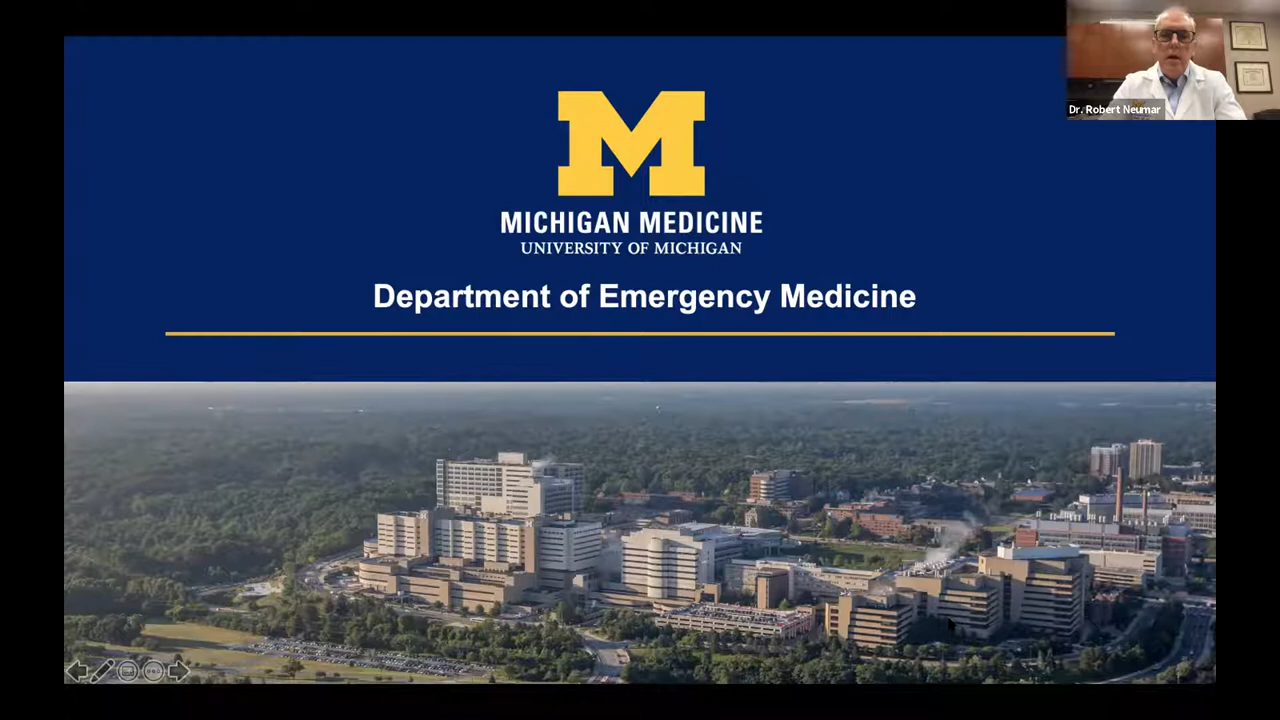 Dr. Robert Neumar
M
MICHIGAN MEDICINE
UNIVERSITY OF MICHIGAN
Department of Emergency Medicine